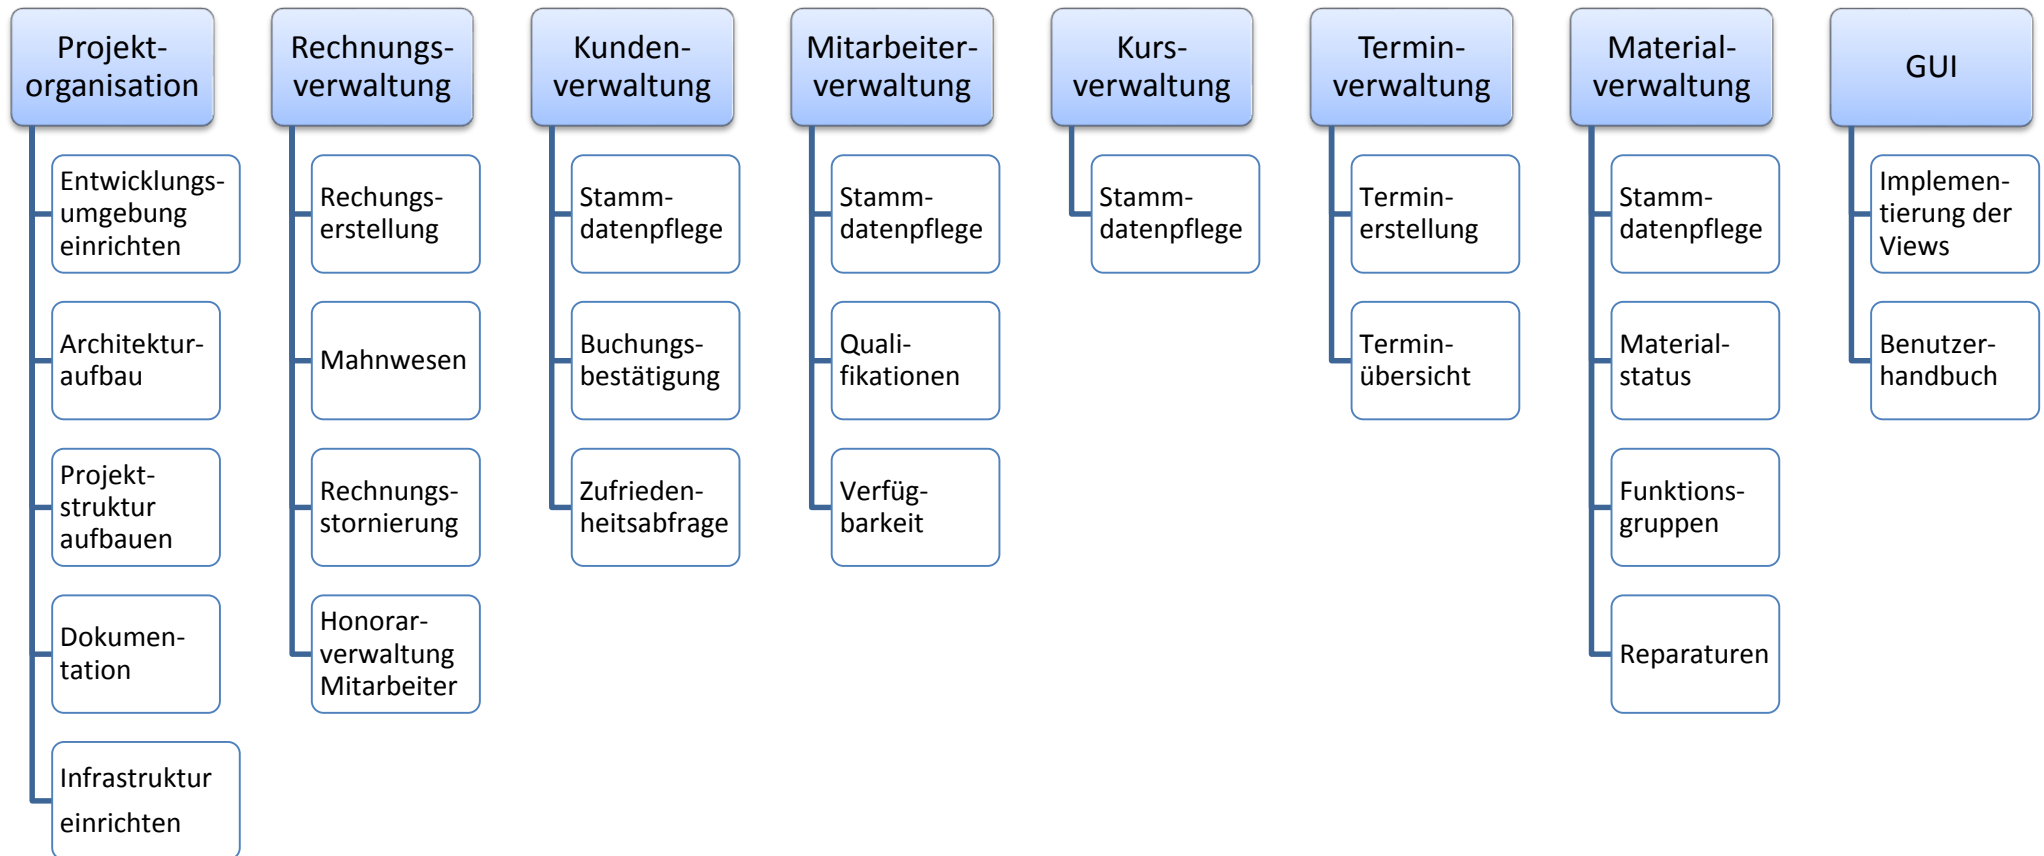 Projekt-
organisation
Entwicklungs-
umgebung
einrichten
Architektur-
aufbau
Projekt-
struktur
aufbauen
Dokumen-
tation
Infrastruktur
einrichten
Rechnungs-
verwaltung
Rechungs-
erstellung
Mahnwesen
Rechnungs-
stornierung
Honorar-
verwaltung
Mitarbeiter
Kunden-
verwaltung
Stamm-
datenpflege
Buchungs-
bestätigung
Zufrieden-
heitsabfrage
Mitarbeiter-
verwaltung
Stamm-
datenpflege
Quali-
fikationen
Verfüg-
barkeit
Kurs-
verwaltung
Stamm-
datenpflege
Termin-
verwaltung
Termin-
erstellung
Termin-
übersicht
Material-
verwaltung
Stamm-
datenpflege
Material-
status
Funktions-
gruppen
Reparaturen
GUI
Implemen-
tierung der
Views
Benutzer-
handbuch